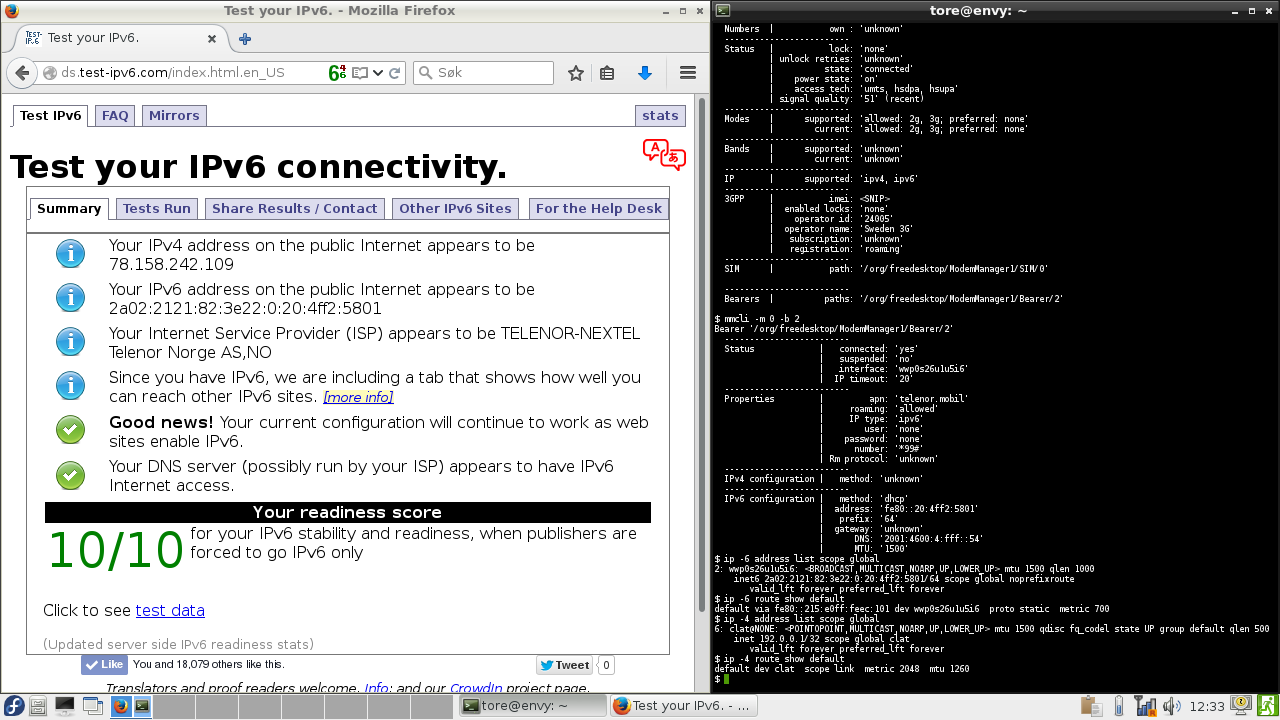 Test your IPv6. - Mozilla Firefox
Test your IPv6.
ds.test-ipv6.com/index.html.en_US
Søk
Test IPv6
FAQ
Mirrors
stats
Test your IPv6 connectivity.
Summary
Tests Run
Share Results / Contact
Other IPv6 Sites
For the Help Desk
Your IPv4 address on the public Internet appears to be
78.158.242.109
Your IPv6 address on the public Internet appears to be
2a02:2121:82:3e22:0:20:4ff2:5801
Your Internet Service Provider (ISP) appears to be TELENOR-NEXTEL
Telenor Norge AS,NO
Since you have IPv6, we are including a tab that shows how well you
can reach other IPv6 sites. [more info]
Good news! Your current configuration will continue to work as web
sites enable IPv6.
Your DNS server (possibly run by your ISP) appears to have IPv6
Internet access.
Your readiness score
10/10
for your IPv6 stability and readiness, when publishers are
forced to go IPv6 only
Click to see test data
(Updated server side IPv6 readiness stats)
Like You and 18,079 others like this.
Tweet 0
Translators and proof readers welcome. Info; and our CrowdIn project page.
tore@envy: ~
Numbers | own : 'unknown'
-------------------------
Status | lock: 'none'
| unlock retries: 'unknown'
| state: 'connected'
| power state: 'on'
| access tech: 'umts, hsdpa, hsupa'
| signal quality: '51' (recent)
-------------------------
Modes | supported: 'allowed: 2g, 3g; preferred: none'
| current: 'allowed: 2g, 3g; preferred: none'
-------------------------
Bands | supported: 'unknown'
| current: 'unknown'
-------------------------
IP | supported: 'ipv4, ipv6'
-------------------------
3GPP | imei: <SNIP>
| enabled locks: 'none'
| operator id: '24005'
| operator name: 'Sweden 3G'
| subscription: 'unknown'
| registration: 'roaming'
-------------------------
SIM | path: '/org/freedesktop/ModemManager1/SIM/0'
-------------------------
Bearers | paths: '/org/freedesktop/ModemManager1/Bearer/2'
$ mmcli -m 0 -b 2
Bearer '/org/freedesktop/ModemManager1/Bearer/2'
-------------------------
Status | connected: 'yes'
| suspended: 'no'
| interface: 'wwp0s26u1u5i6'
| IP timeout: '20'
-------------------------
Properties | apn: 'telenor.mobil'
| roaming: 'allowed'
| IP type: 'ipv6'
| user: 'none'
| password: 'none'
| number: '*99#'
| Rm protocol: 'unknown'
-------------------------
IPv4 configuration | method: 'unknown'
-------------------------
IPv6 configuration | method: 'dhcp'
| address: 'fe80::20:4ff2:5801'
| prefix: '64'
| gateway: 'unknown'
| DNS: '2001:4600:4:fff::54'
| MTU: '1500'
$ ip -6 address list scope global
2: wwp0s26u1u5i6: <BROADCAST,MULTICAST,NOARP,UP,LOWER_UP> mtu 1500 qlen 1000
inet6 2a02:2121:82:3e22:0:20:4ff2:5801/64 scope global noprefixroute
valid_lft forever preferred_lft forever
$ ip -6 route show default
default via fe80::215:e0ff:feec:101 dev wwp0s26u1u5i6 proto static metric 700
$ ip -4 address list scope global
6: clat@NONE: <POINTOPOINT,MULTICAST,NOARP,UP,LOWER_UP> mtu 1500 qdisc fq_codel state UP group default qlen 500
inet 192.0.0.1/32 scope global clat
valid_lft forever preferred_lft forever
$ ip -4 route show default
default dev clat scope link metric 2048 mtu 1260
$
tore@envy: ~
Test your IPv6. - ...
12:33